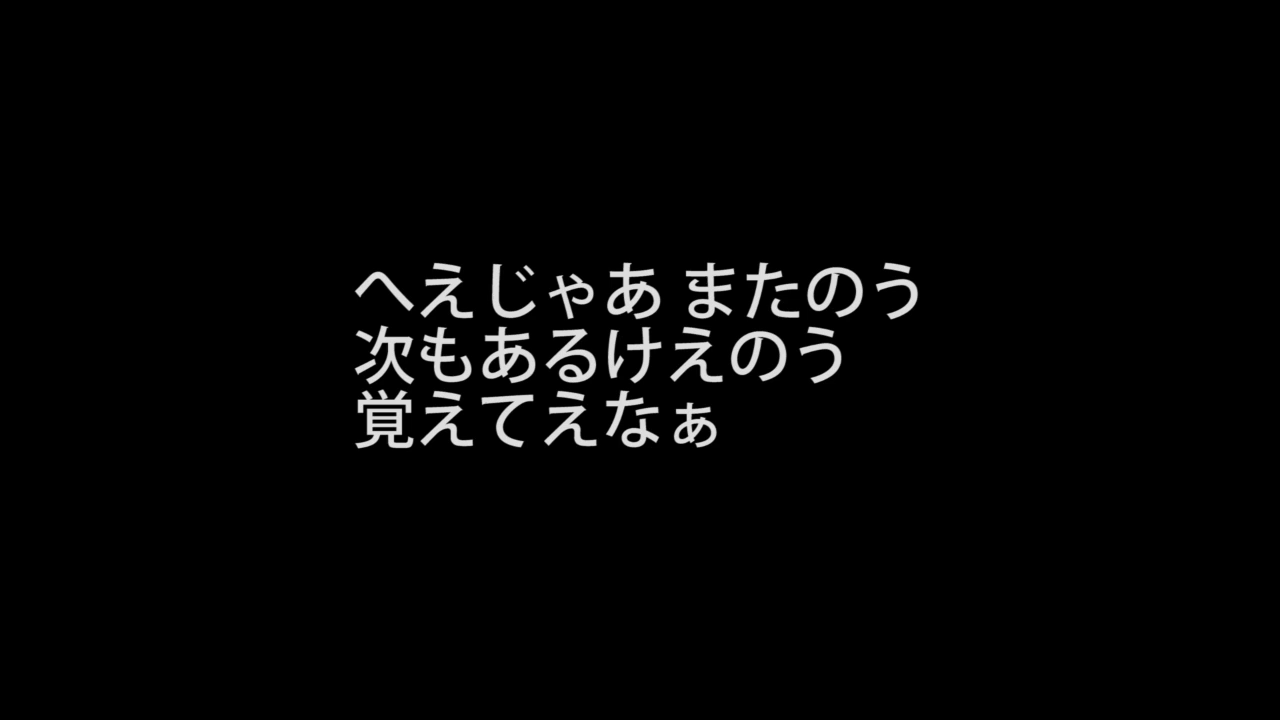 へえじゃあ またのう
次もあるけえのう
覚えてえなぁ